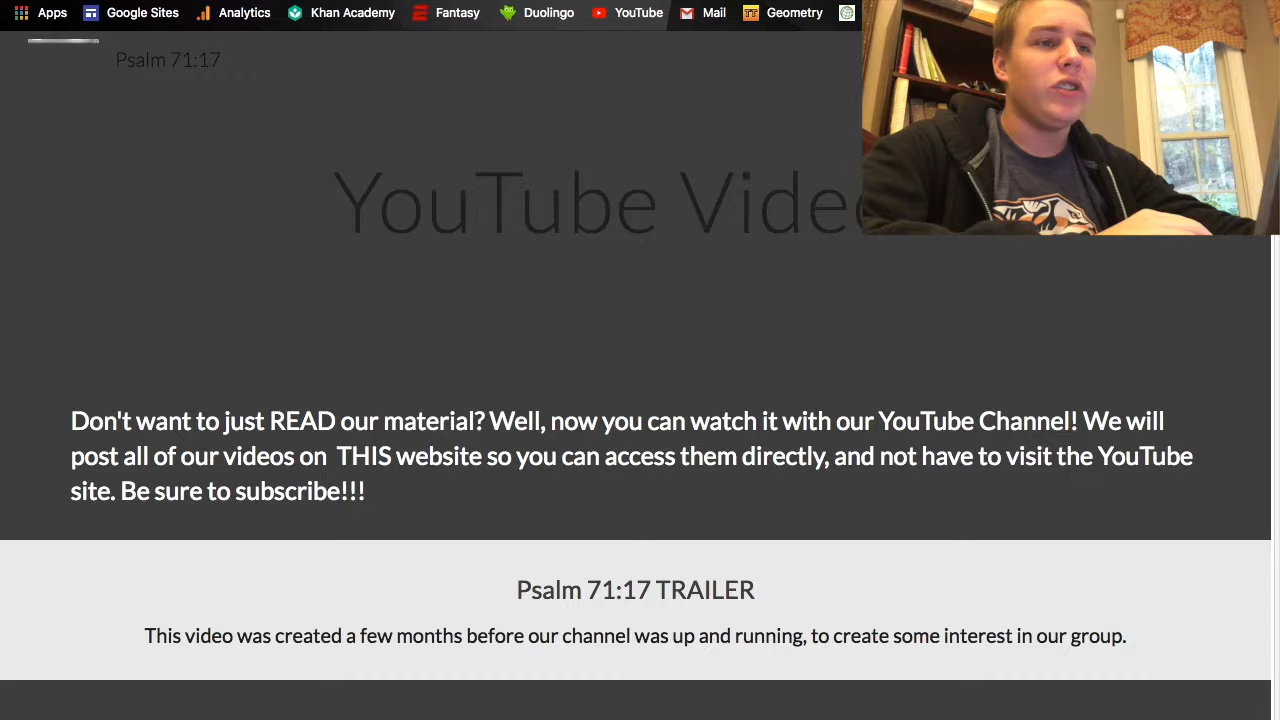 Apps Google Sites Analytics Khan Academy Fantasy Duolingo YouTube Mail Geometry
Psalm 71:17
YouTube Vide
Don't want to just READ our material? Well, now you can watch it with our YouTube Channel! We will
post all of our videos on THIS website so you can access them directly, and not have to visit the YouTube
site. Be sure to subscribe!!!
Psalm 71:17 TRAILER
This video was created a few months before our channel was up and running, to create some interest in our group.